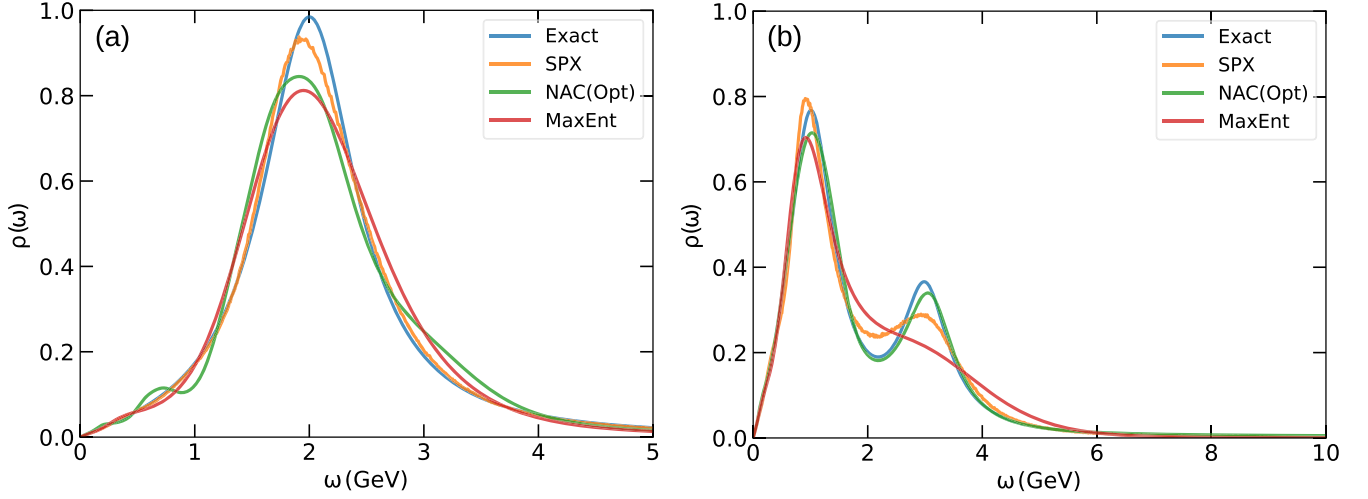 (a)
Exact
SPX
NAC(Opt)
MaxEnt
1.0
0.8
0.6
0.4
0.2
0.0
ρ(ω)
0
1
2
3
4
5
ω(GeV)
(b)
Exact
SPX
NAC(Opt)
MaxEnt
1.0
0.8
0.6
0.4
0.2
0.0
ρ(ω)
0
2
4
6
8
10
ω(GeV)